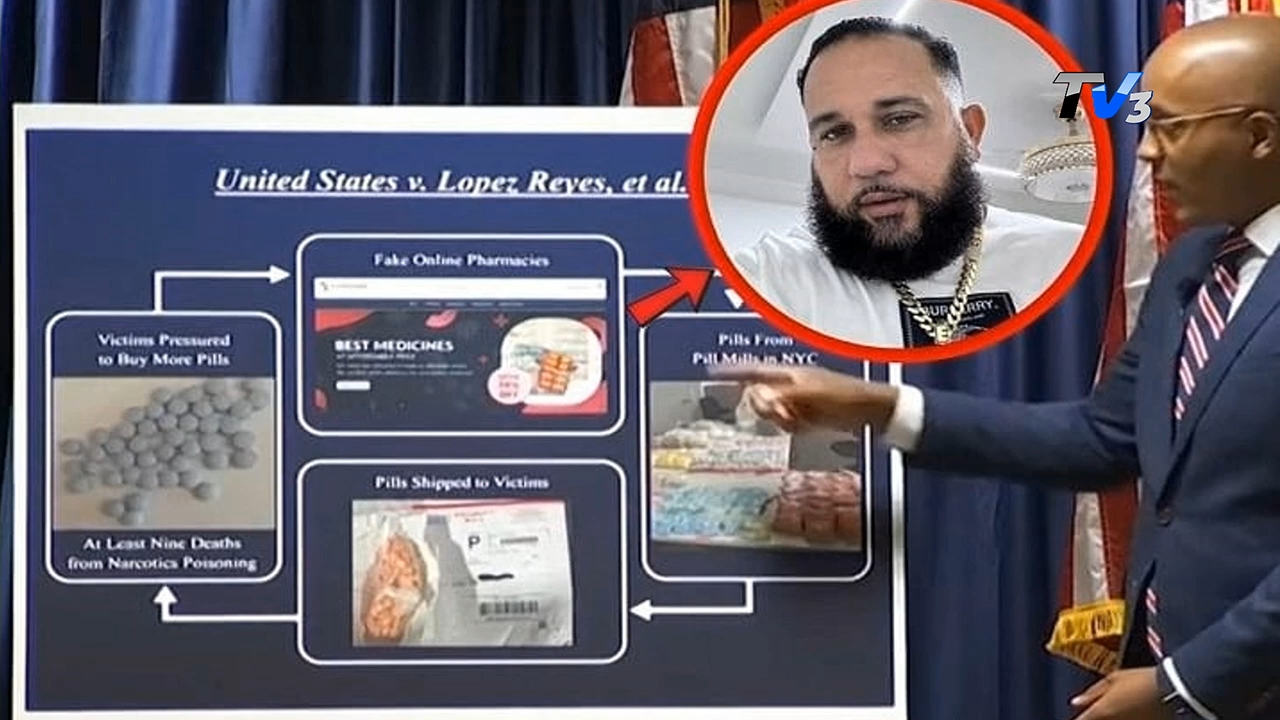 TV3
United States v. Lopez Reyes, et al.
Fake Online Pharmacies
BEST MEDICINES
Victims Pressured
to Buy More Pills
At Least Nine Deaths
from Narcotics Poisoning
Pills From
Pill Mills in NYC
Pills Shipped to Victims
P
BURBERRY